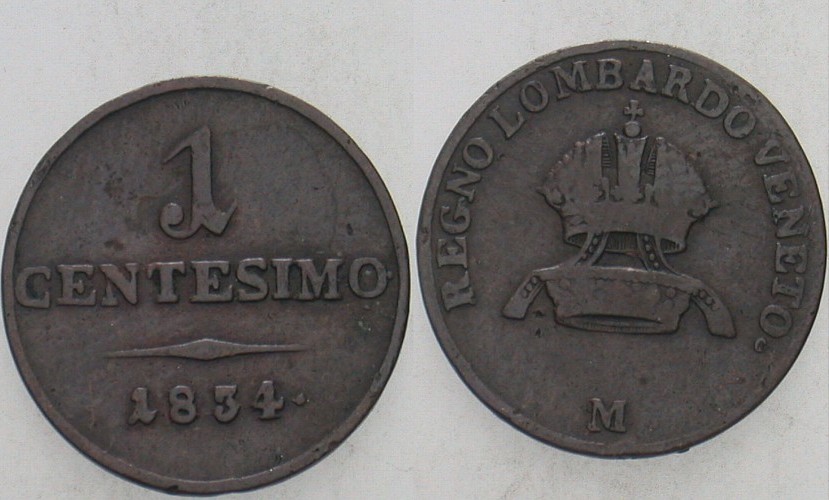 1
CENTESIMO
1834.
REGNO LOMBARDO VENETO.
M